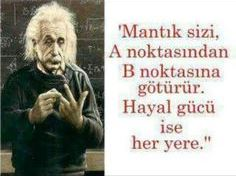 'Mantık sizi,
A noktasından
B noktasına
götürür.
Hayal gücü
ise
her yere."